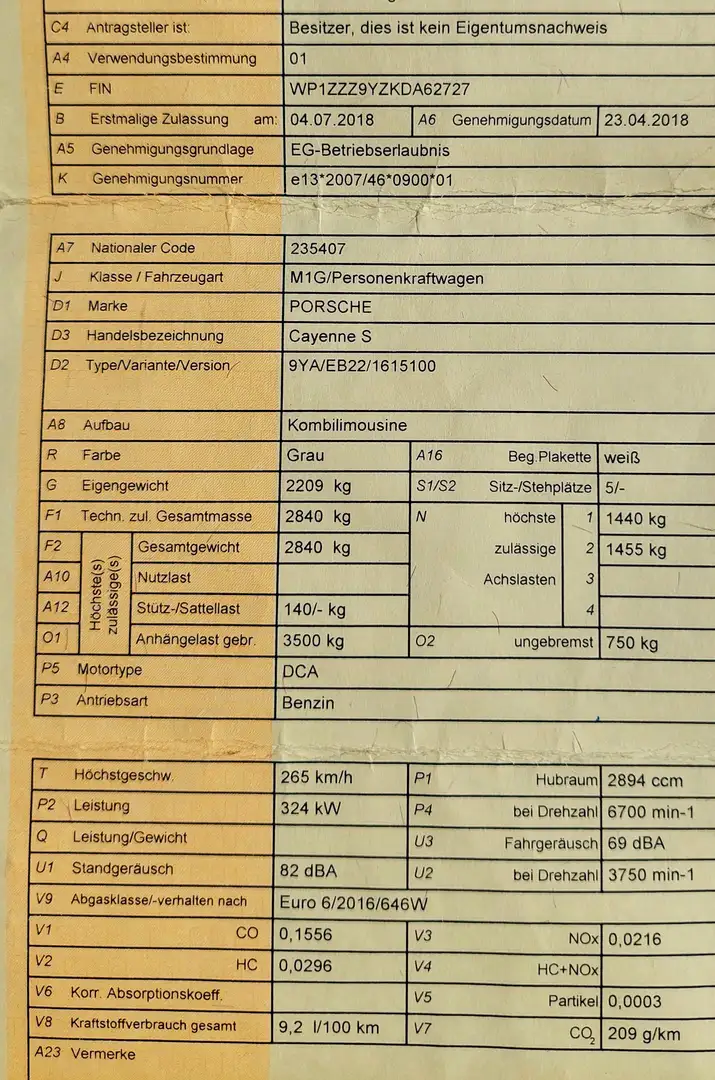 C4 Antragsteller ist: Besitzer, dies ist kein Eigentumsnachweis
A4 Verwendungsbestimmung 01
E FIN WP1ZZZ9YZKDA62727
B Erstmalige Zulassung am: 04.07.2018 A6 Genehmigungsdatum 23.04.2018
A5 Genehmigungsgrundlage EG-Betriebserlaubnis
K Genehmigungsnummer e13*2007/46*0900*01
A7 Nationaler Code 235407
J Klasse / Fahrzeugart M1G/Personenkraftwagen
D1 Marke PORSCHE
D3 Handelsbezeichnung Cayenne S
D2 Type/Variante/Version 9YA/EB22/1615100
A8 Aufbau Kombilimousine
R Farbe Grau A16 Beg.Plakette weiß
G Eigengewicht 2209 kg S1/S2 Sitz-/Stehplätze 5/-
F1 Techn. zul. Gesamtmasse 2840 kg N höchste 1 1440 kg
F2 Höchste(s) zulässige(s) Gesamtgewicht 2840 kg zulässige 2 1455 kg
A10 Nutzlast Achslasten 3
A12 Stütz-/Sattellast 140/- kg 4
O1 Anhängelast gebr. 3500 kg O2 ungebremst 750 kg
P5 Motortype DCA
P3 Antriebsart Benzin
T Höchstgeschw. 265 km/h P1 Hubraum 2894 ccm
P2 Leistung 324 kW P4 bei Drehzahl 6700 min-1
Q Leistung/Gewicht U3 Fahrgeräusch 69 dBA
U1 Standgeräusch 82 dBA U2 bei Drehzahl 3750 min-1
V9 Abgasklasse/-verhalten nach Euro 6/2016/646W
V1 CO 0,1556 V3 NOx 0,0216
V2 HC 0,0296 V4 HC+NOx
V6 Korr. Absorptionskoeff. V5 Partikel 0,0003
V8 Kraftstoffverbrauch gesamt 9,2 l/100 km V7 CO₂ 209 g/km
A23 Vermerke